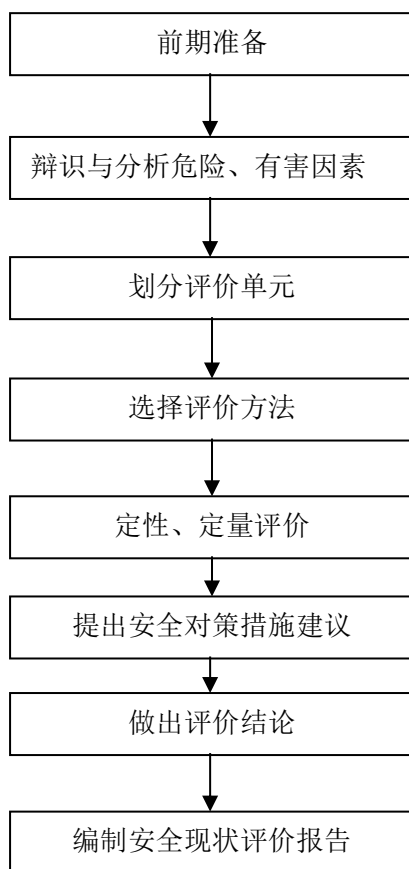 前期准备
辩识与分析危险、有害因素
划分评价单元
选择评价方法
定性、定量评价
提出安全对策措施建议
做出评价结论
编制安全现状评价报告